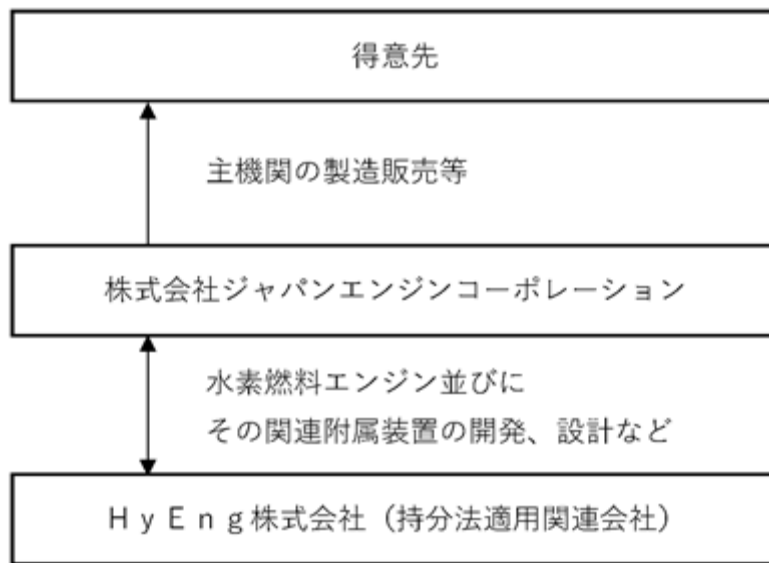 得意先
主機関の製造販売等
株式会社ジャパンエンジンコーポレーション
水素燃料エンジン並びに
その関連附属装置の開発、設計など
ＨｙＥｎｇ株式会社（持分法適用関連会社）